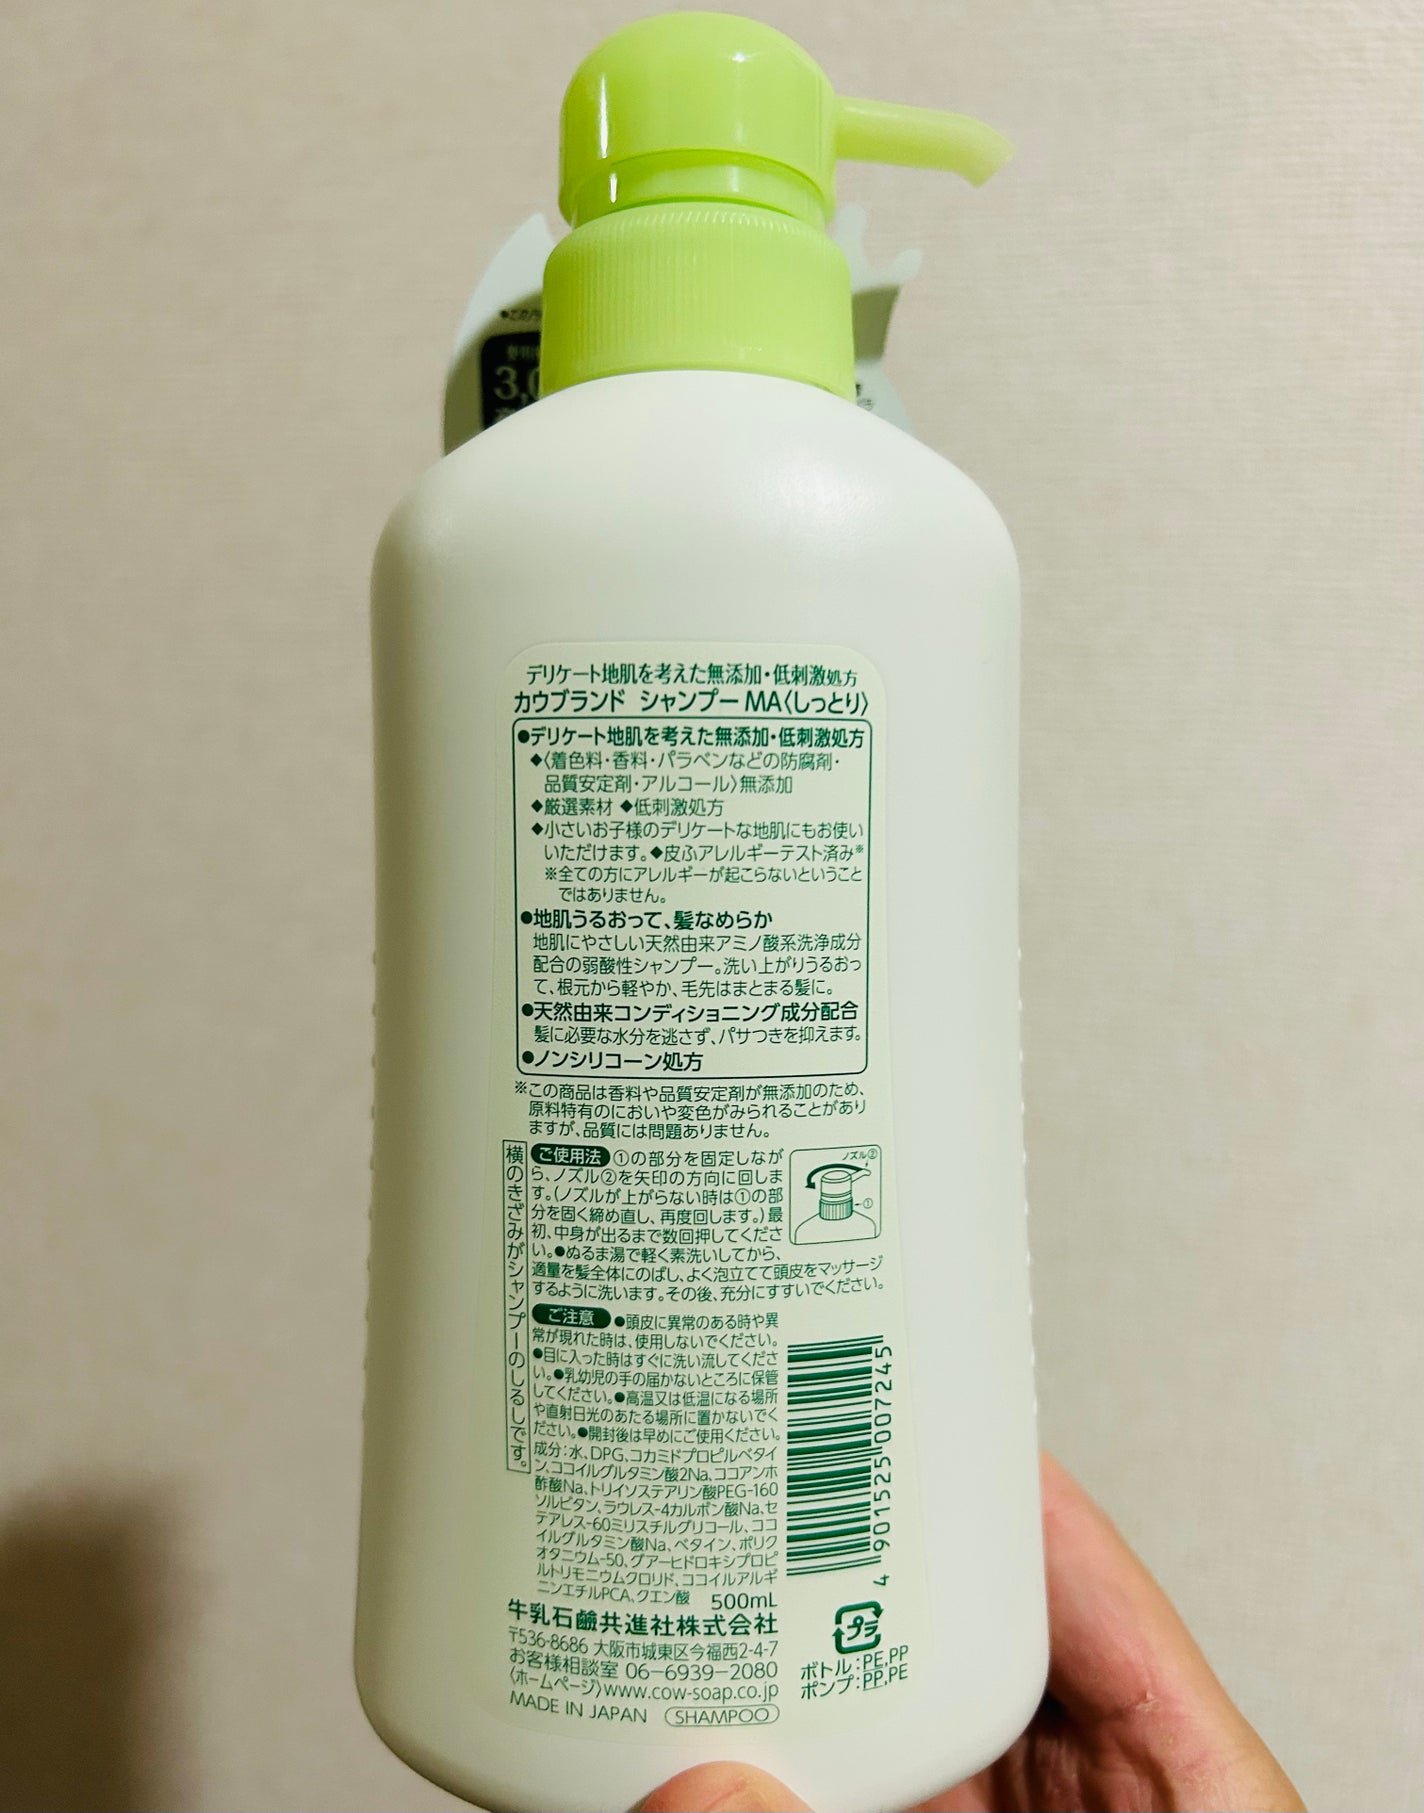 3,0
デリケート地肌を考えた無添加・低刺激処方
カウブランド シャンプーMA〈しっとり〉
●デリケート地肌を考えた無添加・低刺激処方
◆〈着色料・香料・パラベンなどの防腐剤・
品質安定剤・アルコール〉無添加
◆厳選素材 ◆低刺激処方
◆小さいお子様のデリケートな地肌にもお使い
いただけます。◆皮ふアレルギーテスト済み※
※全ての方にアレルギーが起こらないということ
ではありません。
●地肌うるおって、髪なめらか
地肌にやさしい天然由来アミノ酸系洗浄成分
配合の弱酸性シャンプー。洗い上がりうるおっ
て、根元から軽やか、毛先はまとまる髪に。
●天然由来コンディショニング成分配合
髪に必要な水分を逃さず、パサつきを抑えます。
●ノンシリコーン処方
※この商品は香料や品質安定剤が無添加のため、
原料特有のにおいや変色がみられることがあり
ますが、品質には問題ありません。
横のきざみがシャンプーのしるしです。
ご使用法 ①の部分を固定しなが
ら、ノズル②を矢印の方向に回しま
す。(ノズルが上がらない時は①の部
分を固く締め直し、再度回します。)最
初、中身が出るまで数回押してくださ
い。●ぬるま湯で軽く素洗いしてから、
適量を髪全体にのばし、よく泡立てて頭皮をマッサージ
するように洗います。その後、充分にすすいでください。
ノズル②
①
ご注意 ●頭皮に異常のある時や異
常が現れた時は、使用しないでください。
●目に入った時はすぐに洗い流してくださ
い。●乳幼児の手の届かないところに保管
してください。●高温又は低温になる場所
や直射日光のあたる場所に置かないでく
ださい。●開封後は早めにご使用ください。
成分:水、DPG、コカミドプロピルベタイ
ン、ココイルグルタミン酸2Na、ココアンホ
酢酸Na、トリイソステアリン酸PEG-160
ソルビタン、ラウレス-4カルボン酸Na、セ
テアレス-60ミリスチルグリコール、ココ
イルグルタミン酸Na、ベタイン、ポリク
オタニウム-50、グアーヒドロキシプロピ
ルトリモニウムクロリド、ココイルアルギ
ニンエチルPCA、クエン酸 500mL
4 901525 007245
牛乳石鹸共進社株式会社
〒536-8686 大阪市城東区今福西2-4-7
お客様相談室 06-6939-2080
〈ホームページ〉www.cow-soap.co.jp
MADE IN JAPAN SHAMPOO
プラ
ボトル:PE,PP
ポンプ:PP,PE